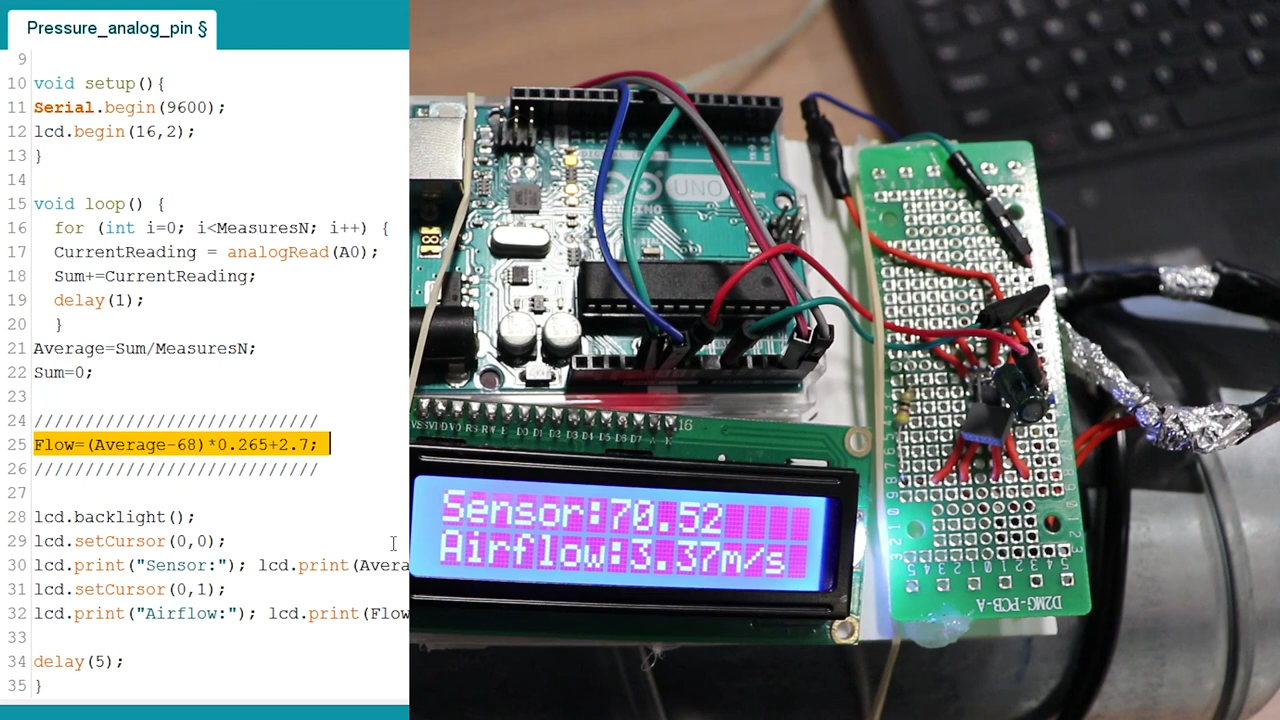 Pressure_analog_pin §
9
10 void setup(){
11 Serial.begin(9600);
12 lcd.begin(16,2);
13 }
14
15 void loop() {
16 for (int i=0; i<MeasuresN; i++) {
17 CurrentReading = analogRead(A0);
18 Sum+=CurrentReading;
19 delay(1);
20 }
21 Average=Sum/MeasuresN;
22 Sum=0;
23
24 ////////////////////////////
25 Flow=(Average-68)*0.265+2.7;
26 ////////////////////////////
27
28 lcd.backlight();
29 lcd.setCursor(0,0);
30 lcd.print("Sensor:"); lcd.print(Avera
31 lcd.setCursor(0,1);
32 lcd.print("Airflow:"); lcd.print(Flow
33
34 delay(5);
35 }
UNO
16
Sensor:70.52
Airflow:3.37m/s
D2MG-PCB-A